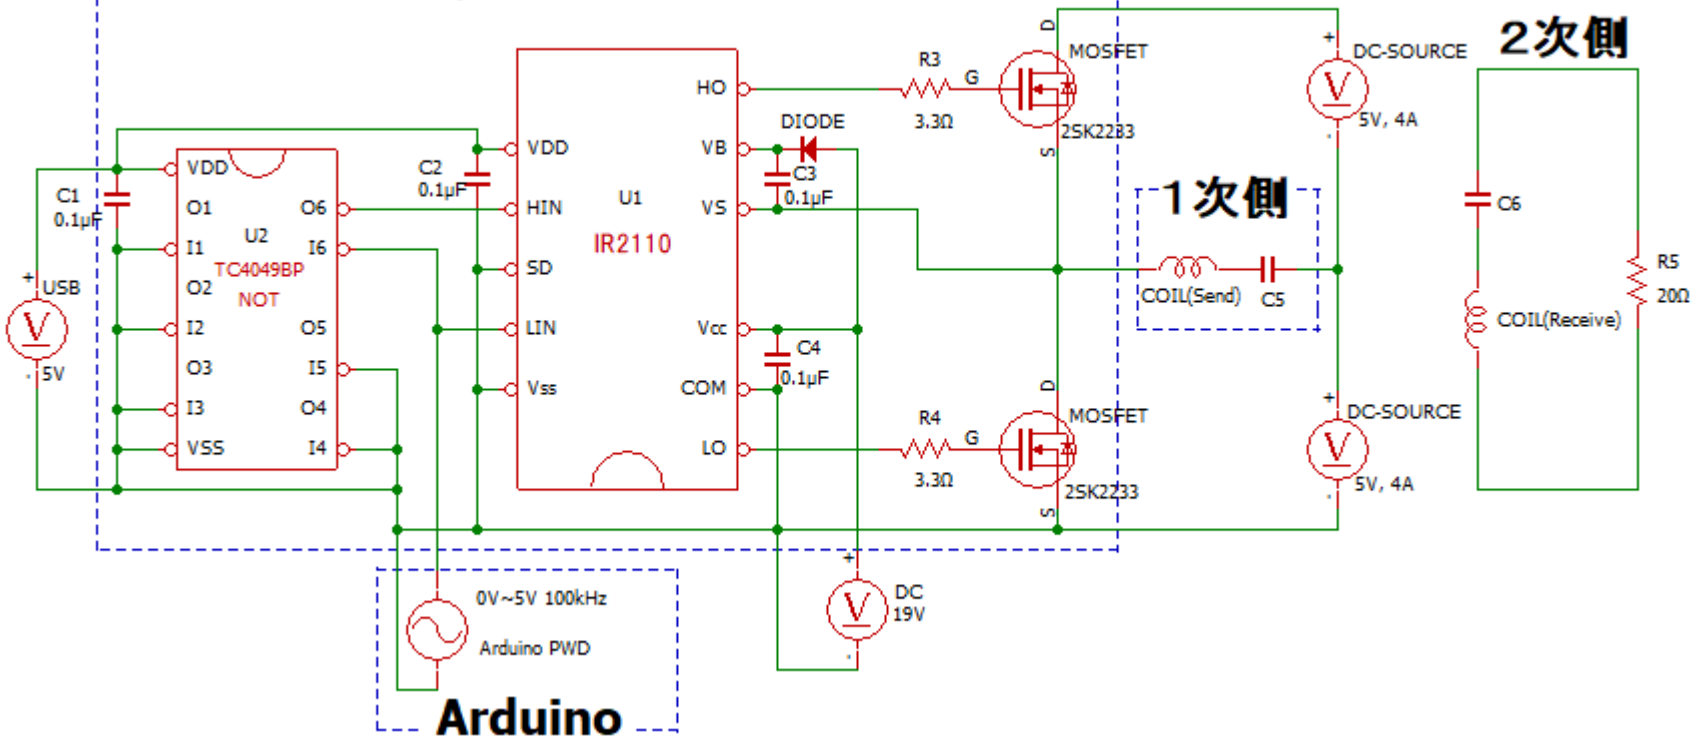 2次側
D
MOSFET
+
DC-SOURCE
R3
G
HO
3.3Ω
2SK2233
5V, 4A
S
DIODE
VDD
VDD
VB
C2
0.1μF
C3
0.1μF
C1
0.1μF
U1
IR2110
1次側
C6
O1
O6
HIN
VS
U2
TC4049BP
NOT
I1
I6
SD
R5
20Ω
COIL(Send)
C5
+
USB
O2
I2
O5
LIN
Vcc
C4
0.1μF
COIL(Receive)
5V
O3
I5
Vss
COM
D
MOSFET
+
DC-SOURCE
I3
O4
R4
G
VSS
I4
LO
3.3Ω
2SK2233
5V, 4A
S
+
DC
19V
0V~5V 100kHz
Arduino PWD
Arduino